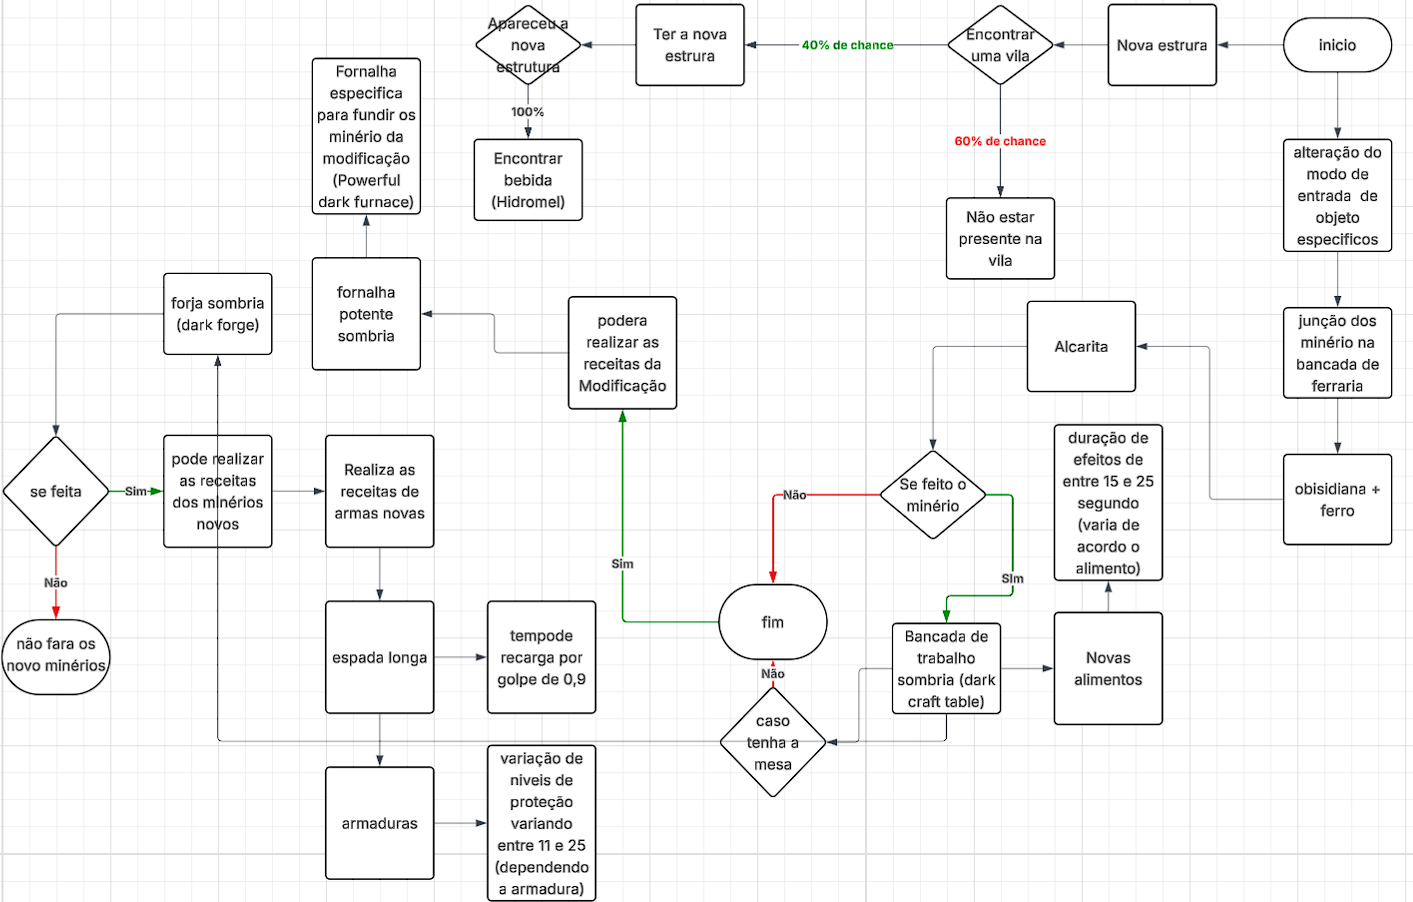 inicio
Nova estrura
Encontrar
uma vila
40% de chance
Ter a nova
estrura
Apareceu a
nova
estrutura
100%
Encontrar
bebida
(Hidromel)
60% de chance
Não estar
presente na
vila
alteração do
modo de
entrada de
objeto
especificos
junção dos
minério na
bancada de
ferraria
obisidiana +
ferro
Alcarita
Se feito o
minério
Não
SIm
fim
Bancada de
trabalho
sombria (dark
craft table)
Novas
alimentos
duração de
efeitos de
entre 15 e 25
segundo
(varia de
acordo o
alimento)
caso
tenha a
mesa
Não
Sim
podera
realizar as
receitas da
Modificação
fornalha
potente
sombria
Fornalha
especifica
para fundir os
minério da
modificação
(Powerful
dark furnace)
forja sombria
(dark forge)
se feita
Sim
Não
não fara os
novo minérios
pode realizar
as receitas
dos minérios
novos
Realiza as
receitas de
armas novas
espada longa
tempode
recarga por
golpe de 0,9
armaduras
variação de
niveis de
proteção
variando
entre 11 e 25
(dependendo
a armadura)